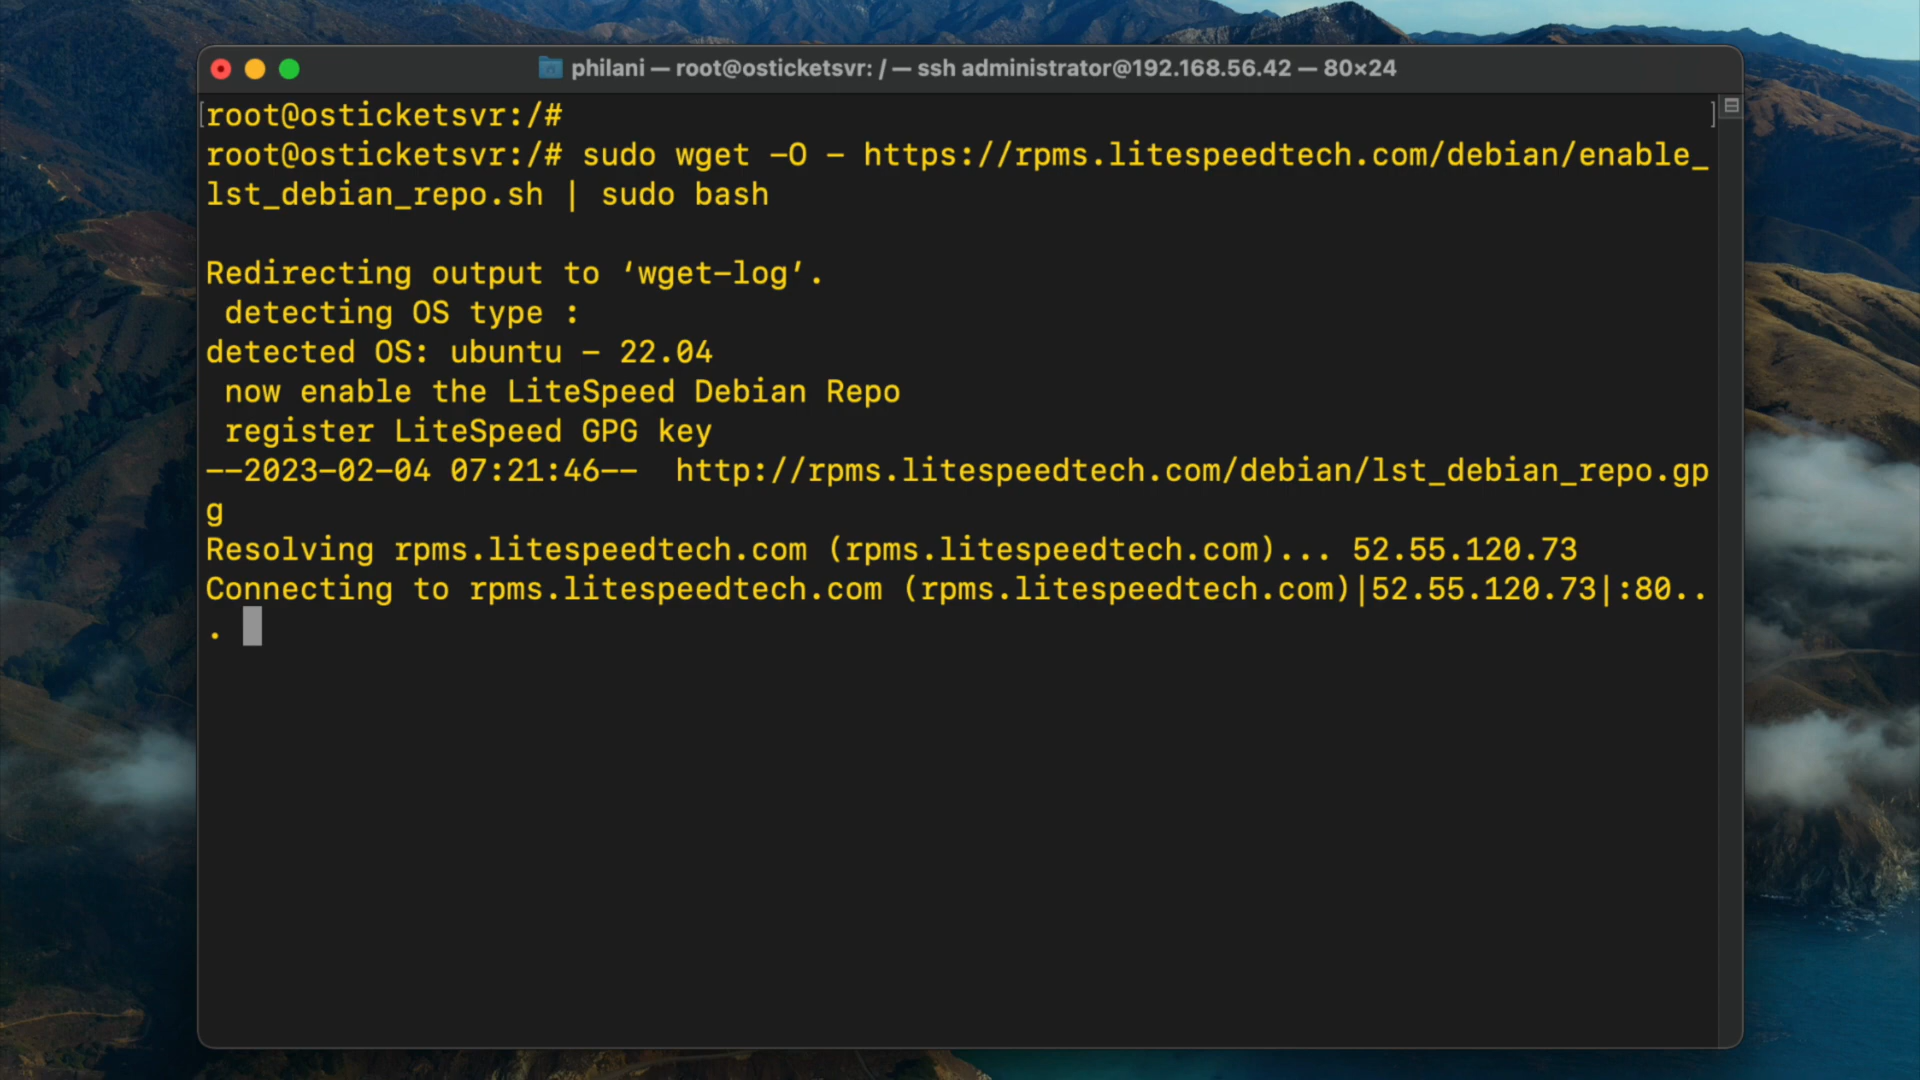 philani — root@osticketsvr: / — ssh administrator@192.168.56.42 — 80×24
[root@osticketsvr:/# ]
root@osticketsvr:/# sudo wget -O - https://rpms.litespeedtech.com/debian/enable_
lst_debian_repo.sh | sudo bash
Redirecting output to ‘wget-log’.
detecting OS type :
detected OS: ubuntu - 22.04
now enable the LiteSpeed Debian Repo
register LiteSpeed GPG key
--2023-02-04 07:21:46-- http://rpms.litespeedtech.com/debian/lst_debian_repo.gp
g
Resolving rpms.litespeedtech.com (rpms.litespeedtech.com)... 52.55.120.73
Connecting to rpms.litespeedtech.com (rpms.litespeedtech.com)|52.55.120.73|:80..
.